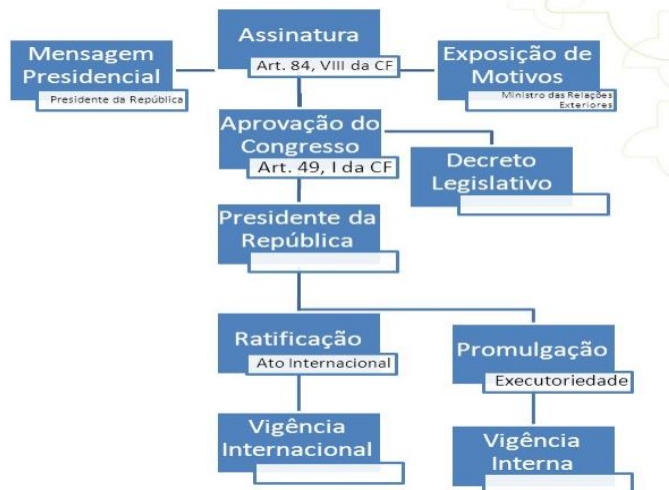 Assinatura
Art. 84, VIII da CF
Mensagem
Presidencial
Presidente da República
Exposição de
Motivos
Ministro das Relações
Exteriores
Aprovação do
Congresso
Art. 49, I da CF
Decreto
Legislativo
Presidente da
República
Ratificação
Ato Internacional
Promulgação
Executoriedade
Vigência
Internacional
Vigência
Interna